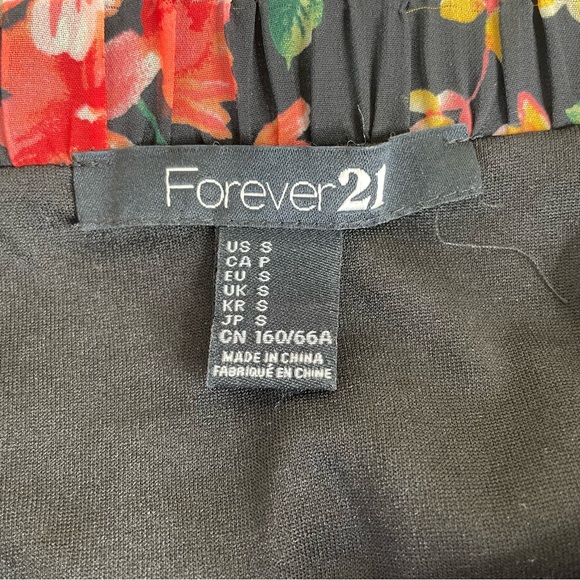 Forever21
US S
CA P
EU S
UK S
KR S
JP S
CN 160/66A
MADE IN CHINA
FABRIQUÉ EN CHINE